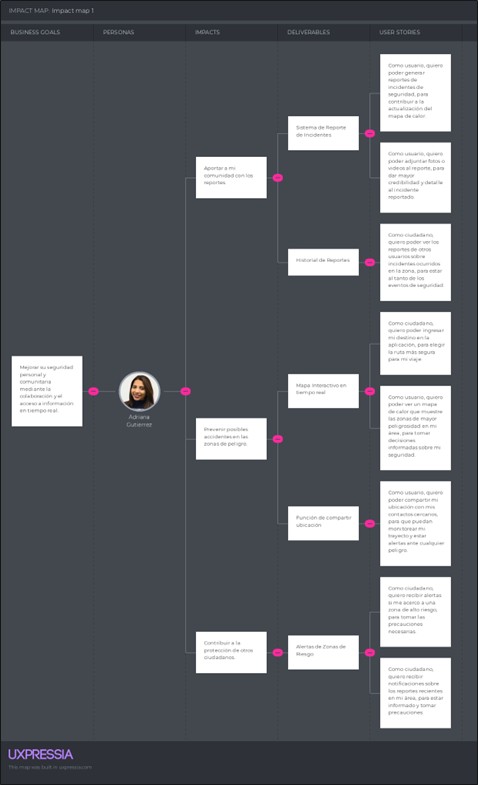 IMPACT MAP: Impact map 1
BUSINESS GOALS
PERSONAS
IMPACTS
DELIVERABLES
USER STORIES
Mejorar su seguridad
personal y
comunitaria
mediante la
colaboración y el
acceso a información
en tiempo real.
Adriana
Gutierrez
Aportar a mi
comunidad con los
reportes.
Prevenir posibles
accidentes en las
zonas de peligro.
Contribuir a la
protección de otros
ciudadanos.
Sistema de Reporte
de Incidentes
Historial de Reportes
Mapa Interactivo en
tiempo real
Función de compartir
ubicación
Alertas de Zonas de
Riesgo
Como usuario, quiero
poder generar
reportes de
incidentes de
seguridad, para
contribuir a la
actualización del
mapa de calor
Como usuario, quiero
poder adjuntar fotos o
videos al reporte, para
dar mayor
credibilidad y detalle
al incidente
reportado.
Como ciudadano,
quiero poder ver los
reportes de otros
usuarios sobre
incidentes ocurridos
en la zona, para estar
al tanto de los
eventos de seguridad.
Como ciudadano,
quiero poder ingresar
mi destino en la
aplicación, para elegir
la ruta más segura
para mi viaje
Como usuario, quiero
poder ver un mapa
de calor que muestre
las zonas de mayor
peligrosidad en mi
área, para tomar
decisiones
informadas sobre mi
seguridad.
Como usuario, quiero
poder compartir mi
ubicación con mis
contactos cercanos,
para que puedan
monitorear mi
trayecto y estar
alertas ante cualquier
peligro.
Como ciudadano,
quiero recibir alertas
si me acerco a una
zona de alto riesgo,
para tomar las
precauciones
necesarias.
Como ciudadano,
quiero recibir
notificaciones sobre
los reportes recientes
en mi área, para estar
informado y tomar
precauciones.
UXPRESSIA
This map was built in uxpressia.com